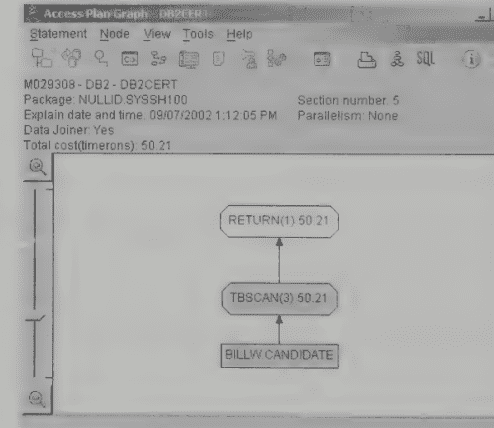 Access Plan Graph - DB2CERT
Statement Node View Tools Help
SQL
M029308 - DB2 - DB2CERT
Package: NULLID.SYSSH100 Section number: 5
Explain date and time: 09/07/2002 1:12:05 PM Parallelism: None
Data Joiner: Yes
Total cost(timerons): 50.21
RETURN(1) 50.21
TBSCAN(3) 50.21
BILLW.CANDIDATE